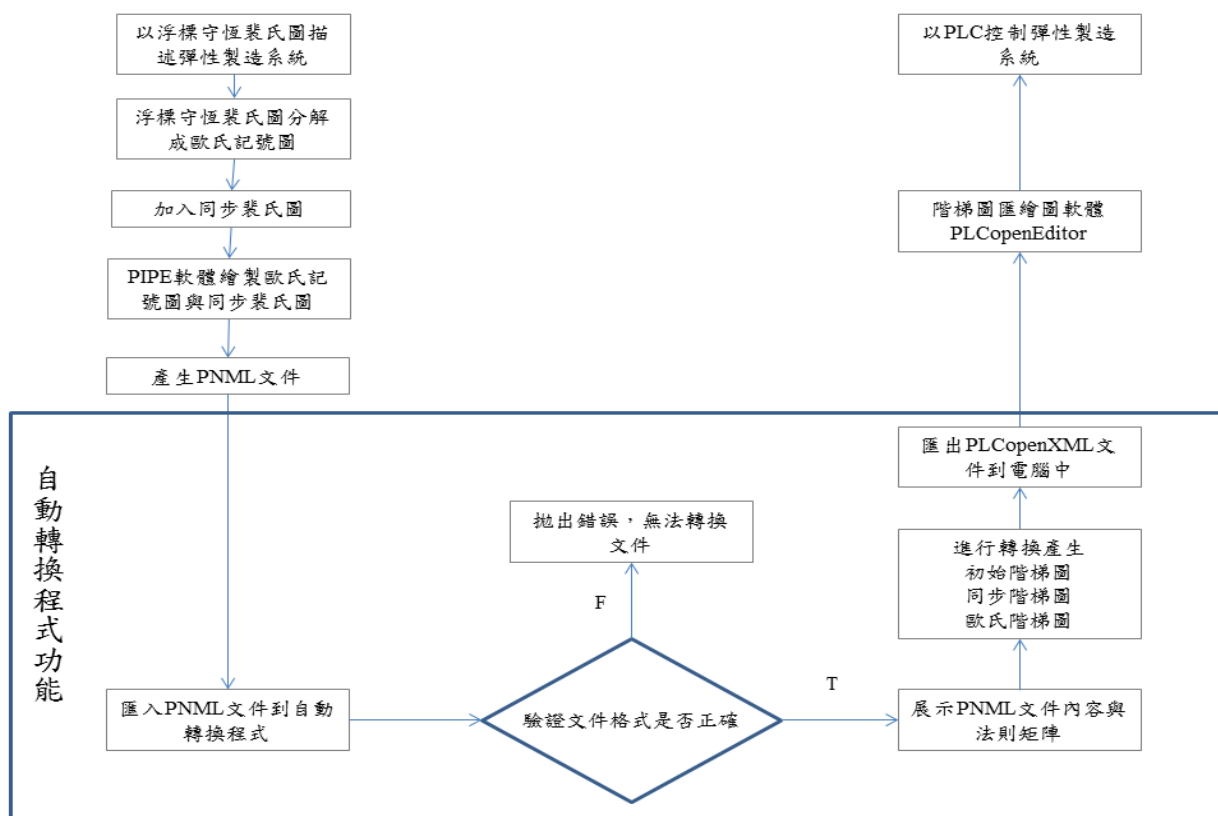 以浮標守恆裴氏圖描
述彈性製造系統
浮標守恆裴氏圖分解
成歐氏記號圖
加入同步裴氏圖
PIPE軟體繪製歐氏記
號圖與同步裴氏圖
產生PNML文件
以PLC控制彈性製造
系統
階梯圖匯繪圖軟體
PLCopenEditor
自動轉換程式功能
匯入PNML文件到自動
轉換程式
驗證文件格式是否正確
F
拋出錯誤，無法轉換
文件
T
展示PNML文件內容與
法則矩陣
進行轉換產生
初始階梯圖
同步階梯圖
歐氏階梯圖
匯出PLCopenXML文
件到電腦中